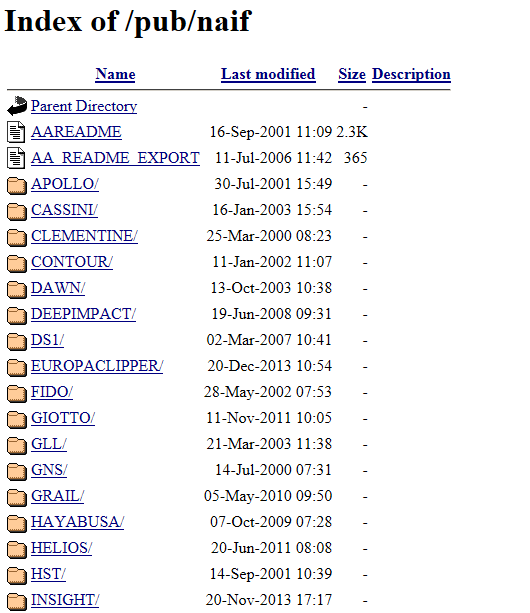 Index of /pub/naif
Name Last modified Size Description
Parent Directory -
AAREADME 16-Sep-2001 11:09 2.3K
AA_README_EXPORT 11-Jul-2006 11:42 365
APOLLO/ 30-Jul-2001 15:49 -
CASSINI/ 16-Jan-2003 15:54 -
CLEMENTINE/ 25-Mar-2000 08:23 -
CONTOUR/ 11-Jan-2002 11:07 -
DAWN/ 13-Oct-2003 10:38 -
DEEPIMPACT/ 19-Jun-2008 09:31 -
DS1/ 02-Mar-2007 10:41 -
EUROPACLIPPER/ 20-Dec-2013 10:54 -
FIDO/ 28-May-2002 07:53 -
GIOTTO/ 11-Nov-2011 10:05 -
GLL/ 21-Mar-2003 11:38 -
GNS/ 14-Jul-2000 07:31 -
GRAIL/ 05-May-2010 09:50 -
HAYABUSA/ 07-Oct-2009 07:28 -
HELIOS/ 20-Jun-2011 08:08 -
HST/ 14-Sep-2001 10:39 -
INSIGHT/ 20-Nov-2013 17:17 -